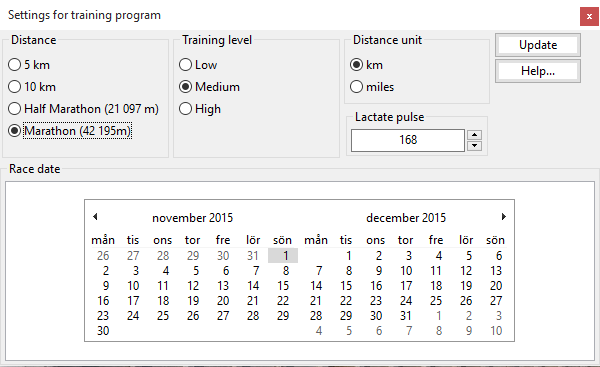 Settings for training program
Distance
5 km
10 km
Half Marathon (21 097 m)
Marathon (42 195m)
Training level
Low
Medium
High
Distance unit
km
miles
Lactate pulse
168
Update
Help...
Race date
november 2015
mån tis ons tor fre lör sön
26 27 28 29 30 31 1
2 3 4 5 6 7 8
9 10 11 12 13 14 15
16 17 18 19 20 21 22
23 24 25 26 27 28 29
30
december 2015
mån tis ons tor fre lör sön
1 2 3 4 5 6
7 8 9 10 11 12 13
14 15 16 17 18 19 20
21 22 23 24 25 26 27
28 29 30 31 1 2 3
4 5 6 7 8 9 10